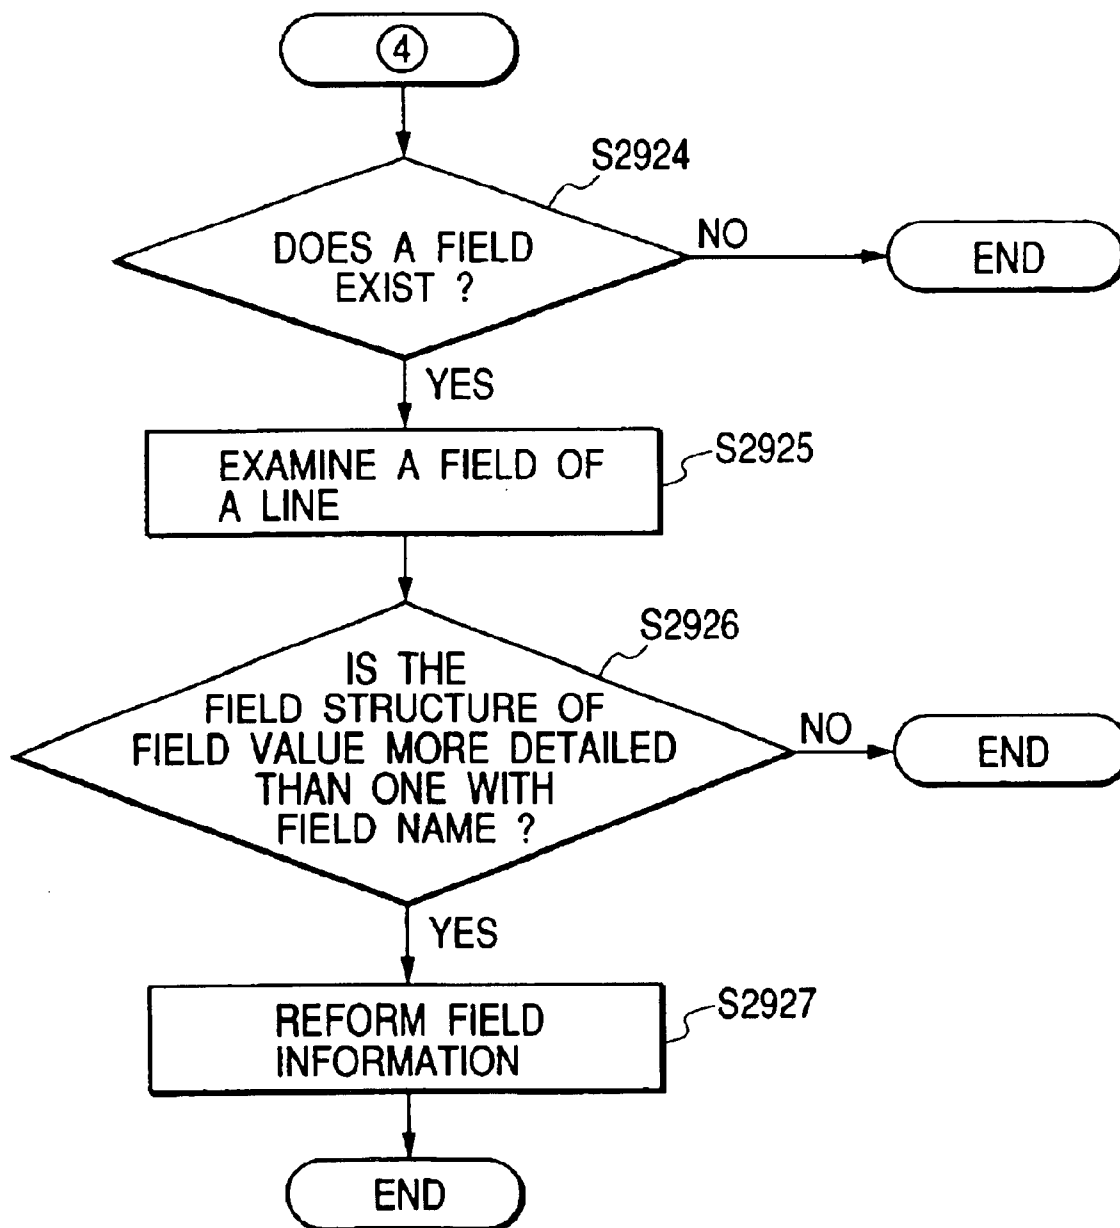 4
S2924
DOES A FIELD
EXIST ?
NO
END
YES
EXAMINE A FIELD OF
A LINE
S2925
S2926
IS THE
FIELD STRUCTURE OF
FIELD VALUE MORE DETAILED
THAN ONE WITH
FIELD NAME ?
NO
END
YES
REFORM FIELD
INFORMATION
S2927
END